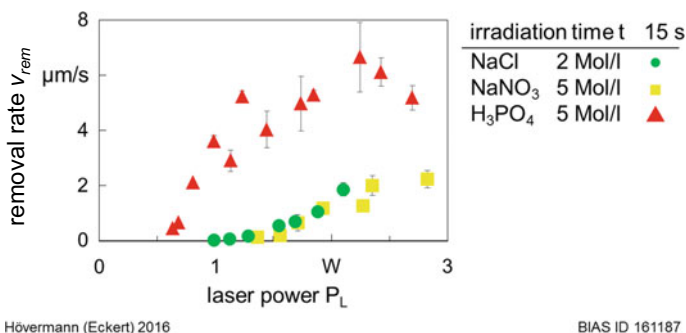 removal rate v_rem
8
µm/s
4
2
0
0
1
W
3
laser power P_L
irradiation time t 15 s
NaCl 2 Mol/l
NaNO₃ 5 Mol/l
H₃PO₄ 5 Mol/l
Hövermann (Eckert) 2016
BIAS ID 161187